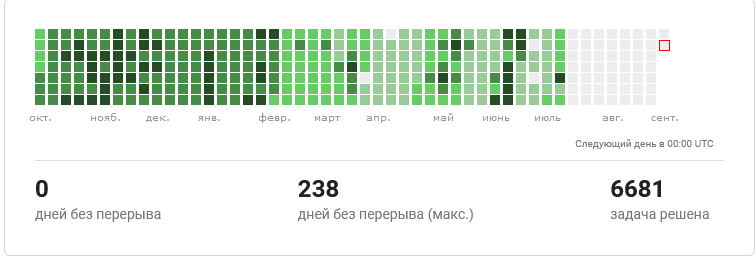 окт. нояб. дек. янв. февр. март апр. май июнь июль авг. сент.
Следующий день в 00:00 UTC
0 238 6681
дней без перерыва дней без перерыва (макс.) задача решена